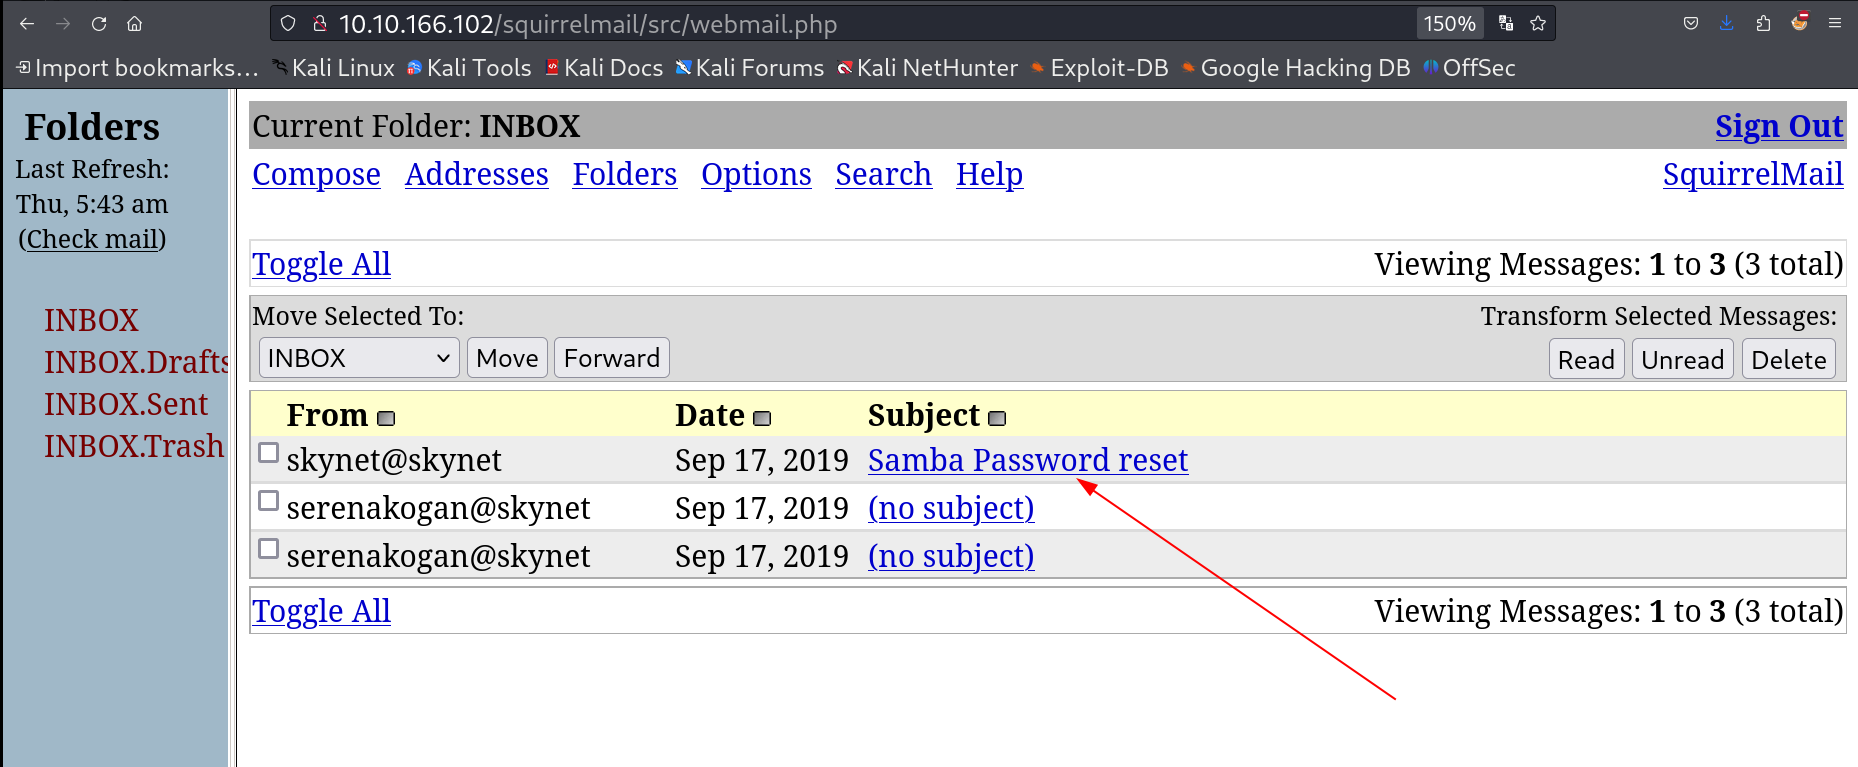 10.10.166.102/squirrelmail/src/webmail.php 150%
Import bookmarks... Kali Linux Kali Tools Kali Docs Kali Forums Kali NetHunter Exploit-DB Google Hacking DB OffSec
Folders
Last Refresh:
Thu, 5:43 am
(Check mail)
INBOX
INBOX.Drafts
INBOX.Sent
INBOX.Trash
Current Folder: INBOX Sign Out
Compose Addresses Folders Options Search Help SquirrelMail
Toggle All Viewing Messages: 1 to 3 (3 total)
Move Selected To: Transform Selected Messages:
INBOX Move Forward Read Unread Delete
From Date Subject
skynet@skynet Sep 17, 2019 Samba Password reset
serenakogan@skynet Sep 17, 2019 (no subject)
serenakogan@skynet Sep 17, 2019 (no subject)
Toggle All Viewing Messages: 1 to 3 (3 total)